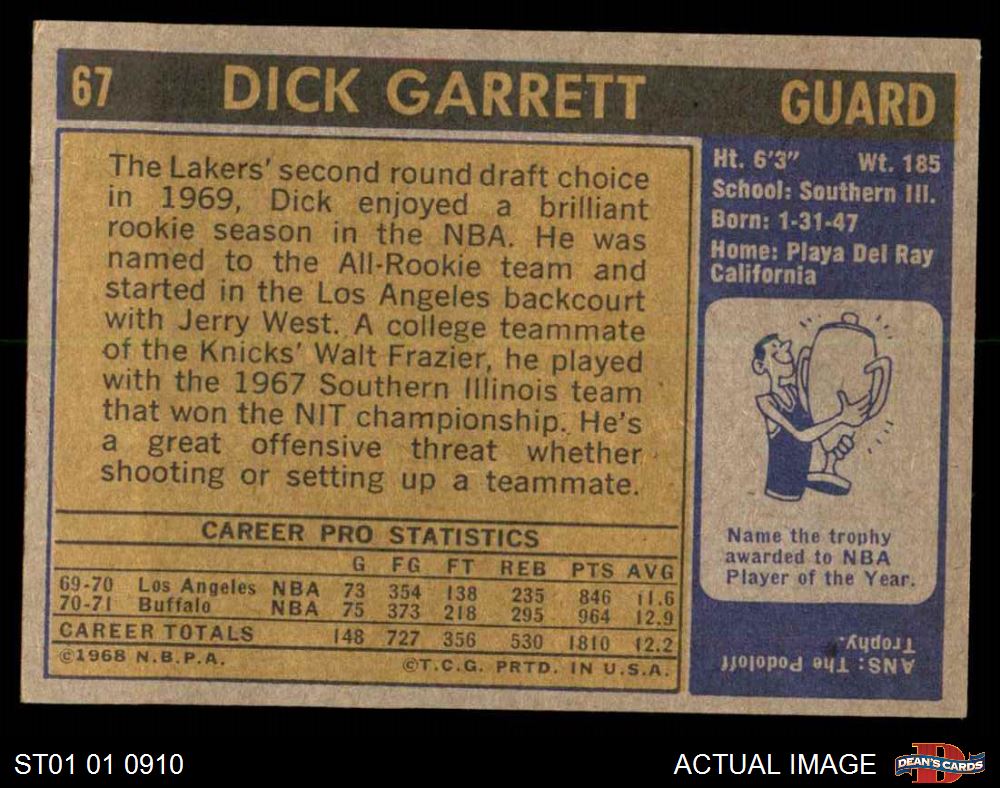 67 DICK GARRETT GUARD
The Lakers' second round draft choice
in 1969, Dick enjoyed a brilliant
rookie season in the NBA. He was
named to the All-Rookie team and
started in the Los Angeles backcourt
with Jerry West. A college teammate
of the Knicks' Walt Frazier, he played
with the 1967 Southern Illinois team
that won the NIT championship. He's
a great offensive threat whether
shooting or setting up a teammate.
CAREER PRO STATISTICS
G FG FT REB PTS AVG
69-70 Los Angeles NBA 73 354 138 235 846 11.6
70-71 Buffalo NBA 75 373 218 295 964 12.9
CAREER TOTALS 148 727 356 530 1810 12.2
©1968 N.B.P.A. ©T.C.G. PRTD. IN U.S.A.
Ht. 6'3" Wt. 185
School: Southern Ill.
Born: 1-31-47
Home: Playa Del Ray
California
Name the trophy
awarded to NBA
Player of the Year.
ANS: The Podoloff
Trophy.
ST01 01 0910 ACTUAL IMAGE
D
DEAN'S CARDS